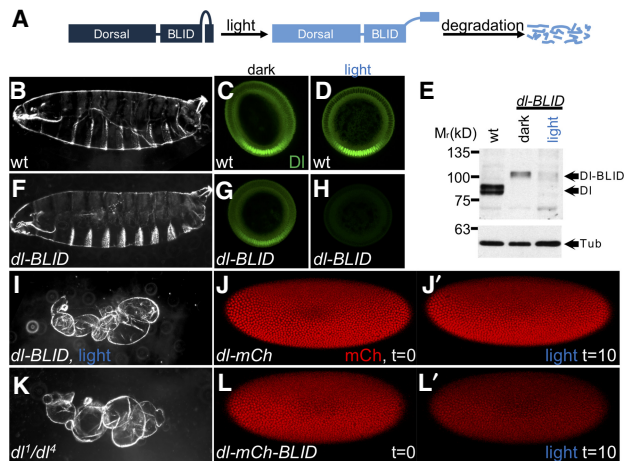 A
Dorsal BLID light Dorsal BLID degradation
B wt
dark
C wt Dl
light
D wt
E
dl-BLID
wt dark light
Mr(kD)
135
100
75
63
Dl-BLID
Dl
Tub
F dl-BLID
G dl-BLID
H dl-BLID
I dl-BLID, light
J dl-mCh mCh, t=0
J′ light t=10
K dl1/dl4
L dl-mCh-BLID t=0
L′ light t=10